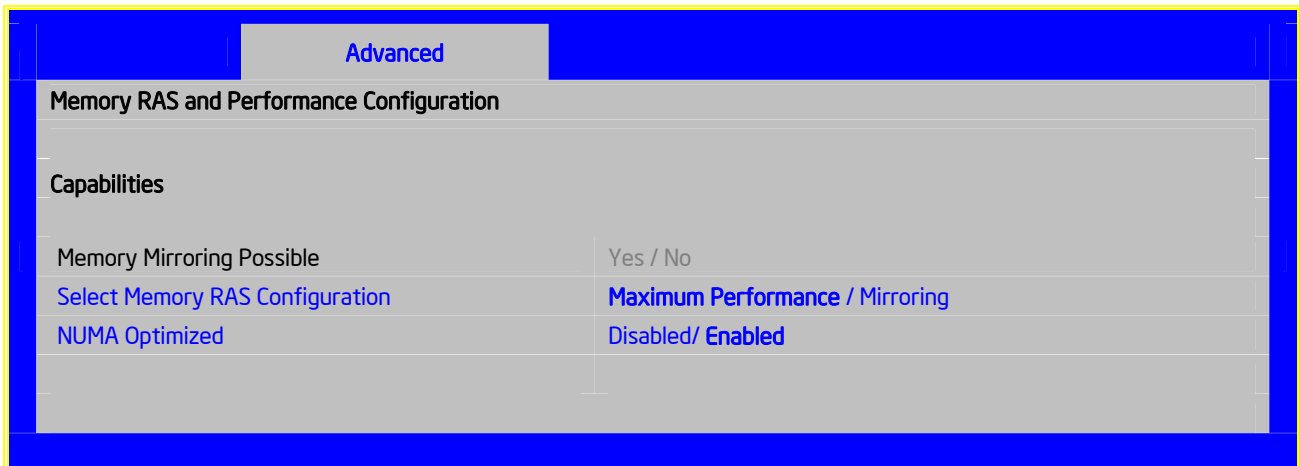 Advanced
Memory RAS and Performance Configuration
Capabilities
Memory Mirroring Possible Yes / No
Select Memory RAS Configuration Maximum Performance / Mirroring
NUMA Optimized Disabled/ Enabled